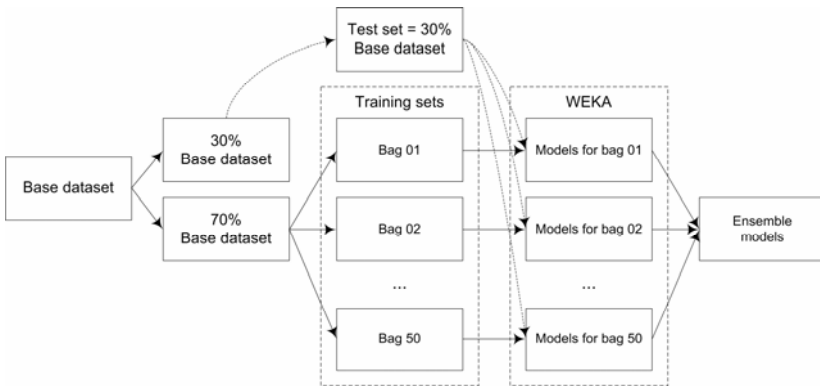 Test set = 30%
Base dataset
Training sets
WEKA
30%
Base dataset
Bag 01
Models for bag 01
Base dataset
70%
Base dataset
Bag 02
Models for bag 02
Ensemble
models
...
...
Bag 50
Models for bag 50